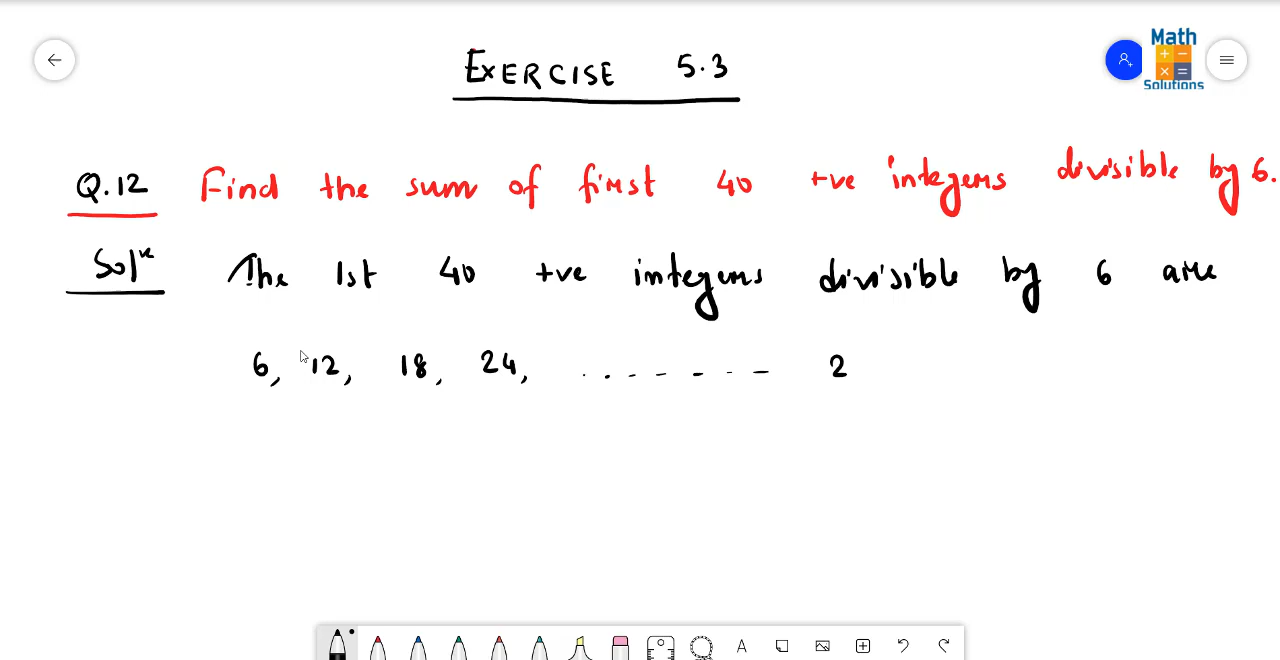 Math
Solutions
EXERCISE 5.3
Q.12 Find the sum of first 40 +ve integers divisible by 6.
Solⁿ The 1st 40 +ve integers divisible by 6 are
6, 12, 18, 24, ........ 2
A